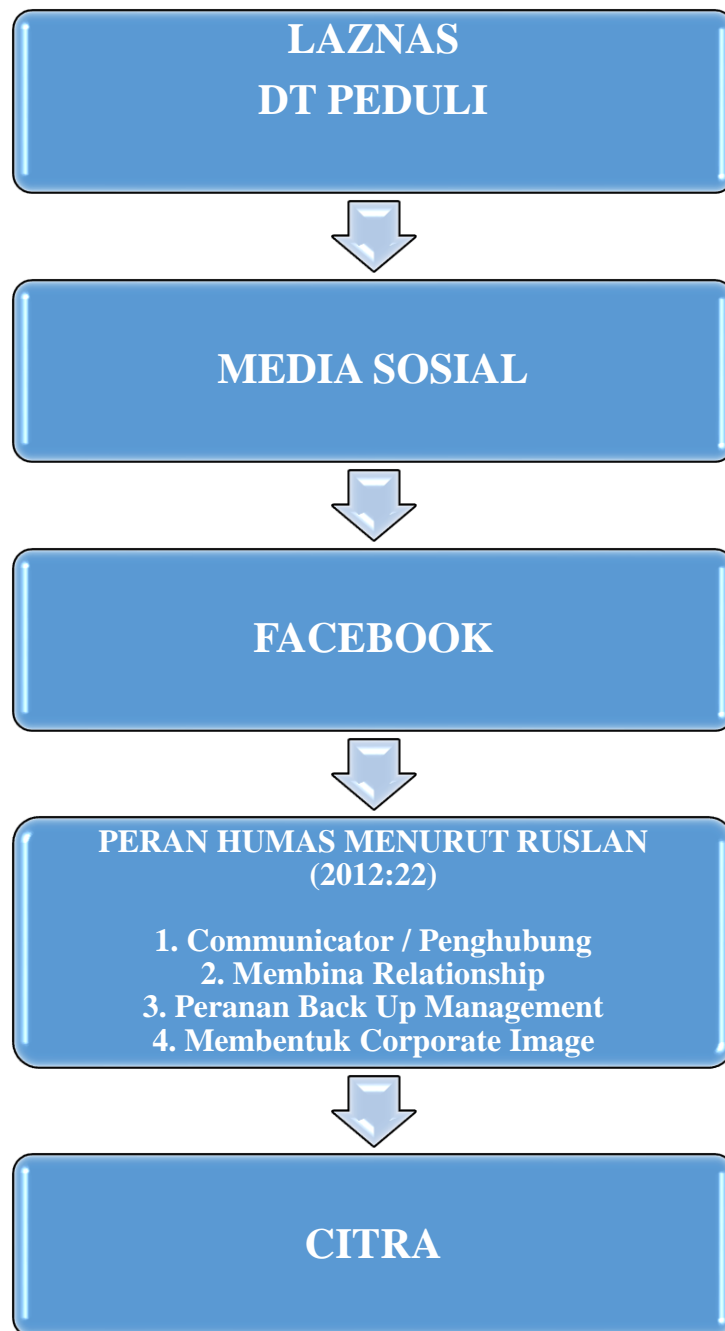 LAZNAS
DT PEDULI
MEDIA SOSIAL
FACEBOOK
PERAN HUMAS MENURUT RUSLAN
(2012:22)
1. Communicator / Penghubung
2. Membina Relationship
3. Peranan Back Up Management
4. Membentuk Corporate Image
CITRA